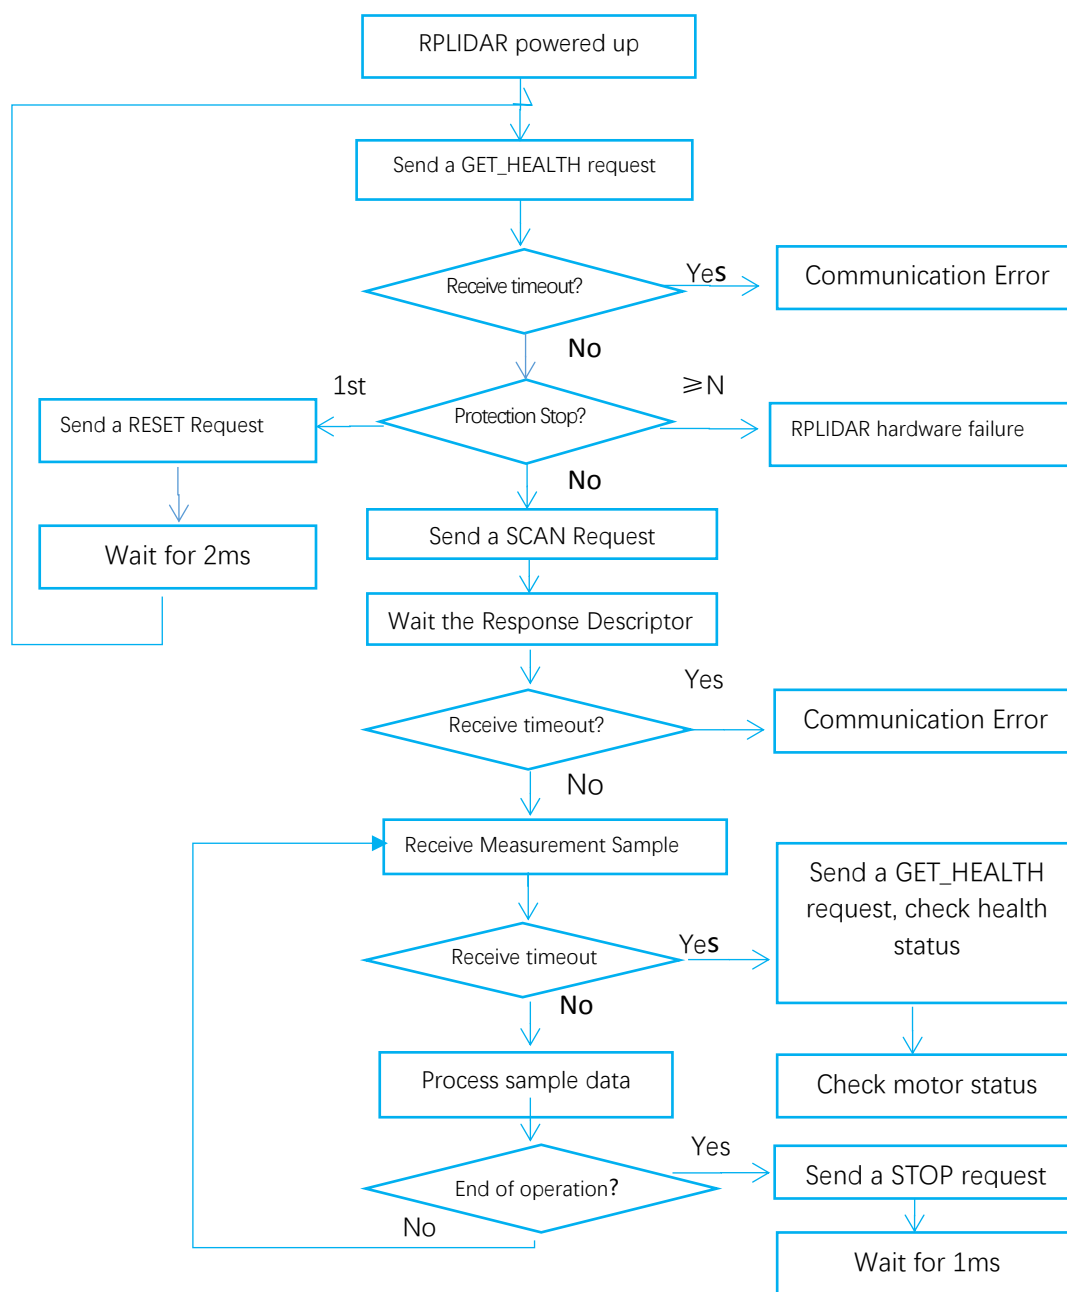 RPLIDAR powered up
Send a GET_HEALTH request
Receive timeout?
Yes
Communication Error
No
1st
Protection Stop?
≥N
Send a RESET Request
RPLIDAR hardware failure
No
Wait for 2ms
Send a SCAN Request
Wait the Response Descriptor
Yes
Receive timeout?
Communication Error
No
Receive Measurement Sample
Send a GET_HEALTH
request, check health
status
Receive timeout
Yes
No
Process sample data
Check motor status
Yes
End of operation?
Send a STOP request
No
Wait for 1ms